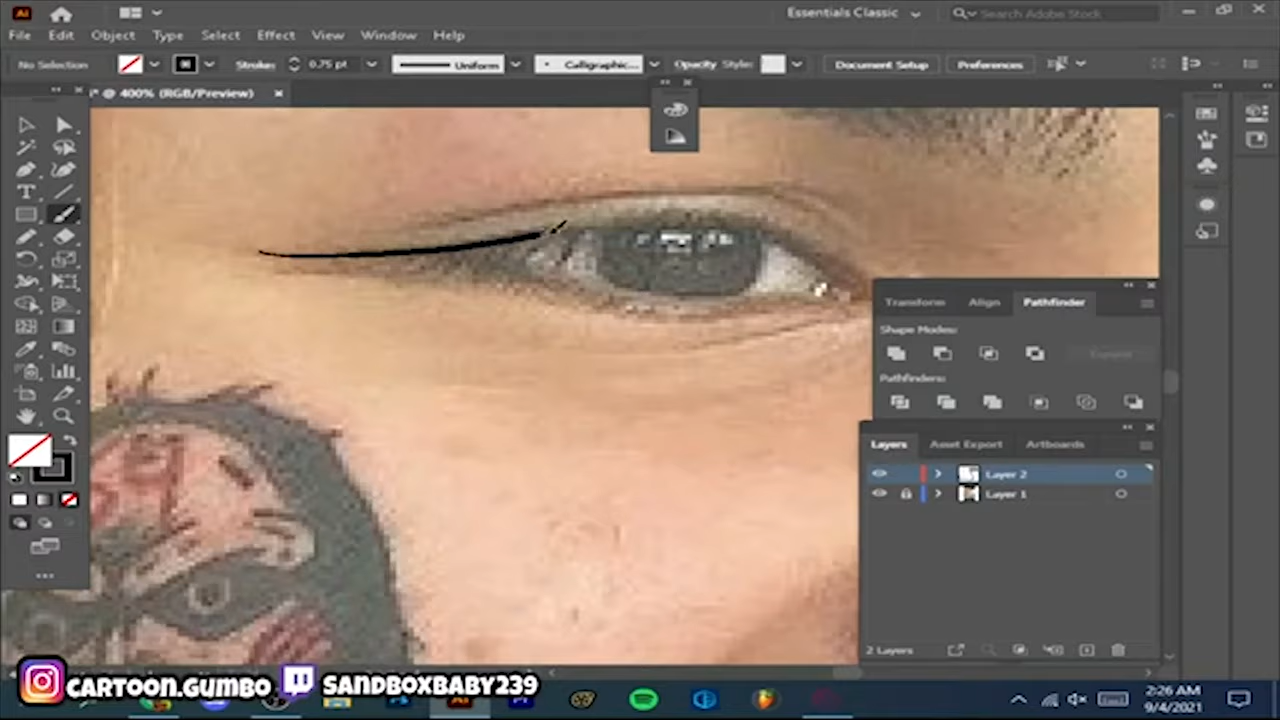 Ai
Essentials Classic
Search Adobe Stock
File Edit Object Type Select Effect View Window Help
No Selection
Stroke: 0.75 pt
Uniform
Calligraphic...
Opacity
Style:
Document Setup
Preferences
* @ 400% (RGB/Preview)
Transform Align Pathfinder
Shape Modes:
Expand
Pathfinders:
Layers Asset Export Artboards
Layer 2
Layer 1
2 Layers
CARTOON.GUMBO
SANDBOXBABY239
2:26 AM
9/4/2021